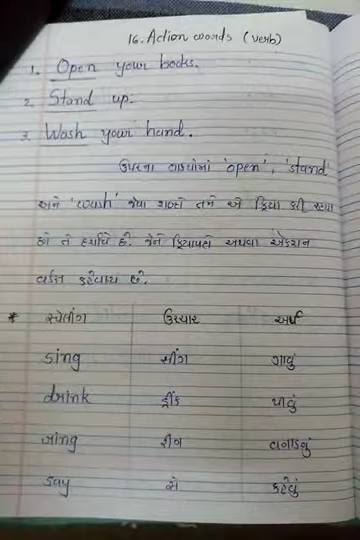 16. Action words (verb)
1. Open your books.
2. Stand up.
3. Wash your hand.
ઉપરના વાક્યોમાં 'open', 'stand'
અને 'wash' જેવા શબ્દો તમે જે ક્રિયા કરી રહ્યા
છો તે દર્શાવે છે. જેને ક્રિયાપદો અથવા એક્શન
વર્ડ્સ કહેવાય છે.
* સ્પેલીંગ ઉચ્ચાર અર્થ
sing સીંગ ગાવું
drink ડ્રીંક પીવું
ring રીંગ વગાડવું
say સે કહેવું